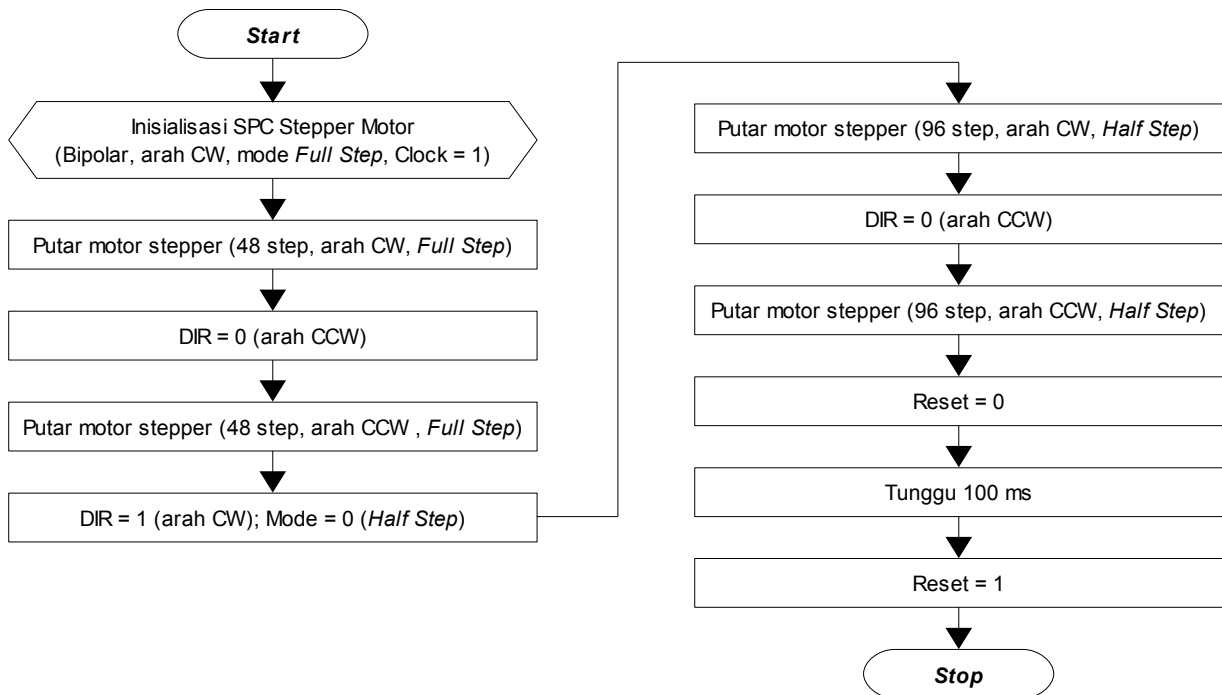 Start
Inisialisasi SPC Stepper Motor
(Bipolar, arah CW, mode Full Step, Clock = 1)
Putar motor stepper (48 step, arah CW, Full Step)
DIR = 0 (arah CCW)
Putar motor stepper (48 step, arah CCW , Full Step)
DIR = 1 (arah CW); Mode = 0 (Half Step)
Putar motor stepper (96 step, arah CW, Half Step)
DIR = 0 (arah CCW)
Putar motor stepper (96 step, arah CCW, Half Step)
Reset = 0
Tunggu 100 ms
Reset = 1
Stop